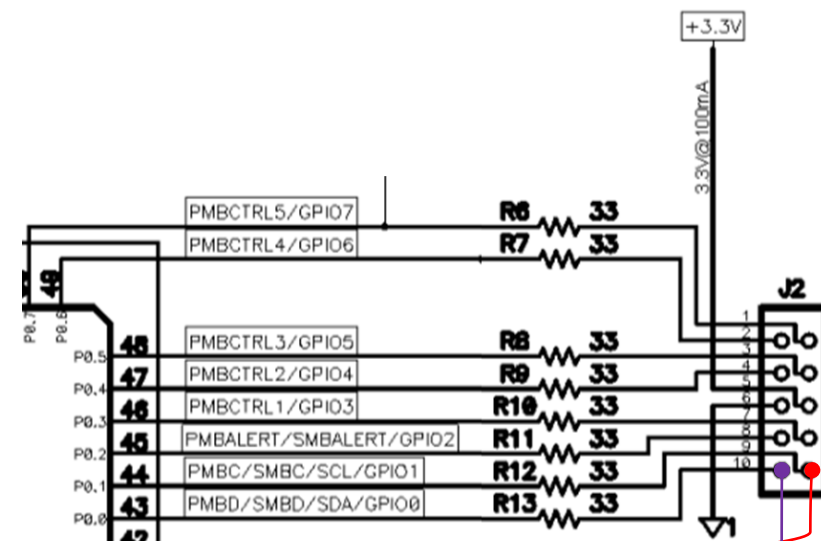 +3.3V
3.3V@100mA
PMBCTRL5/GPIO7 R6 33
PMBCTRL4/GPIO6 R7 33
49
J2
P0.7
P0.6
1
2
3
4
5
6
7
8
9
10
P0.5 48 PMBCTRL3/GPIO5 R8 33
P0.4 47 PMBCTRL2/GPIO4 R9 33
P0.3 46 PMBCTRL1/GPIO3 R10 33
P0.2 45 PMBALERT/SMBALERT/GPIO2 R11 33
P0.1 44 PMBC/SMBC/SCL/GPIO1 R12 33
P0.0 43 PMBD/SMBD/SDA/GPIO0 R13 33
1
42